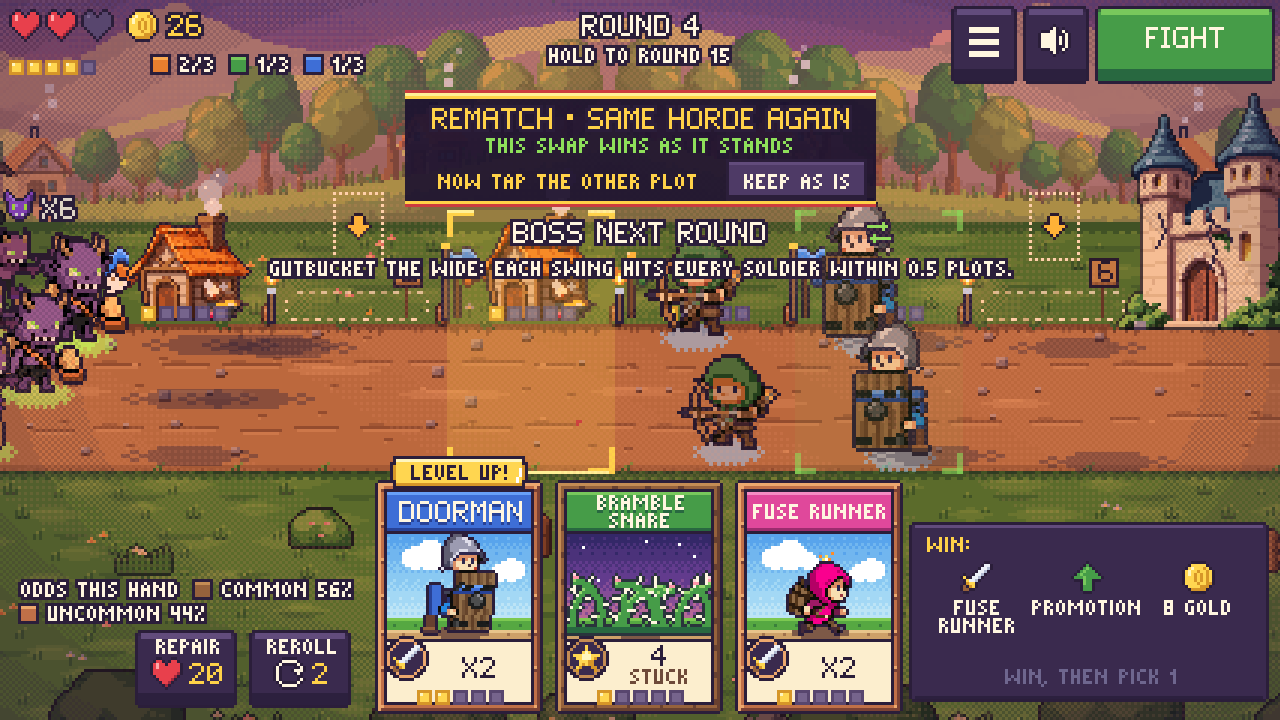 26
2/3
1/3
1/3
ROUND 4
HOLD TO ROUND 15
FIGHT
REMATCH • SAME HORDE AGAIN
THIS SWAP WINS AS IT STANDS
NOW TAP THE OTHER PLOT
KEEP AS IS
X6
BOSS NEXT ROUND
GUTBUCKET THE WIDE: EACH SWING HITS EVERY SOLDIER WITHIN 0.5 PLOTS.
6
LEVEL UP!
DOORMAN
X2
BRAMBLE
SNARE
4
STUCK
FUSE RUNNER
X2
ODDS THIS HAND
COMMON 56%
UNCOMMON 44%
REPAIR
20
REROLL
2
WIN:
FUSE
RUNNER
PROMOTION
8 GOLD
WIN, THEN PICK 1